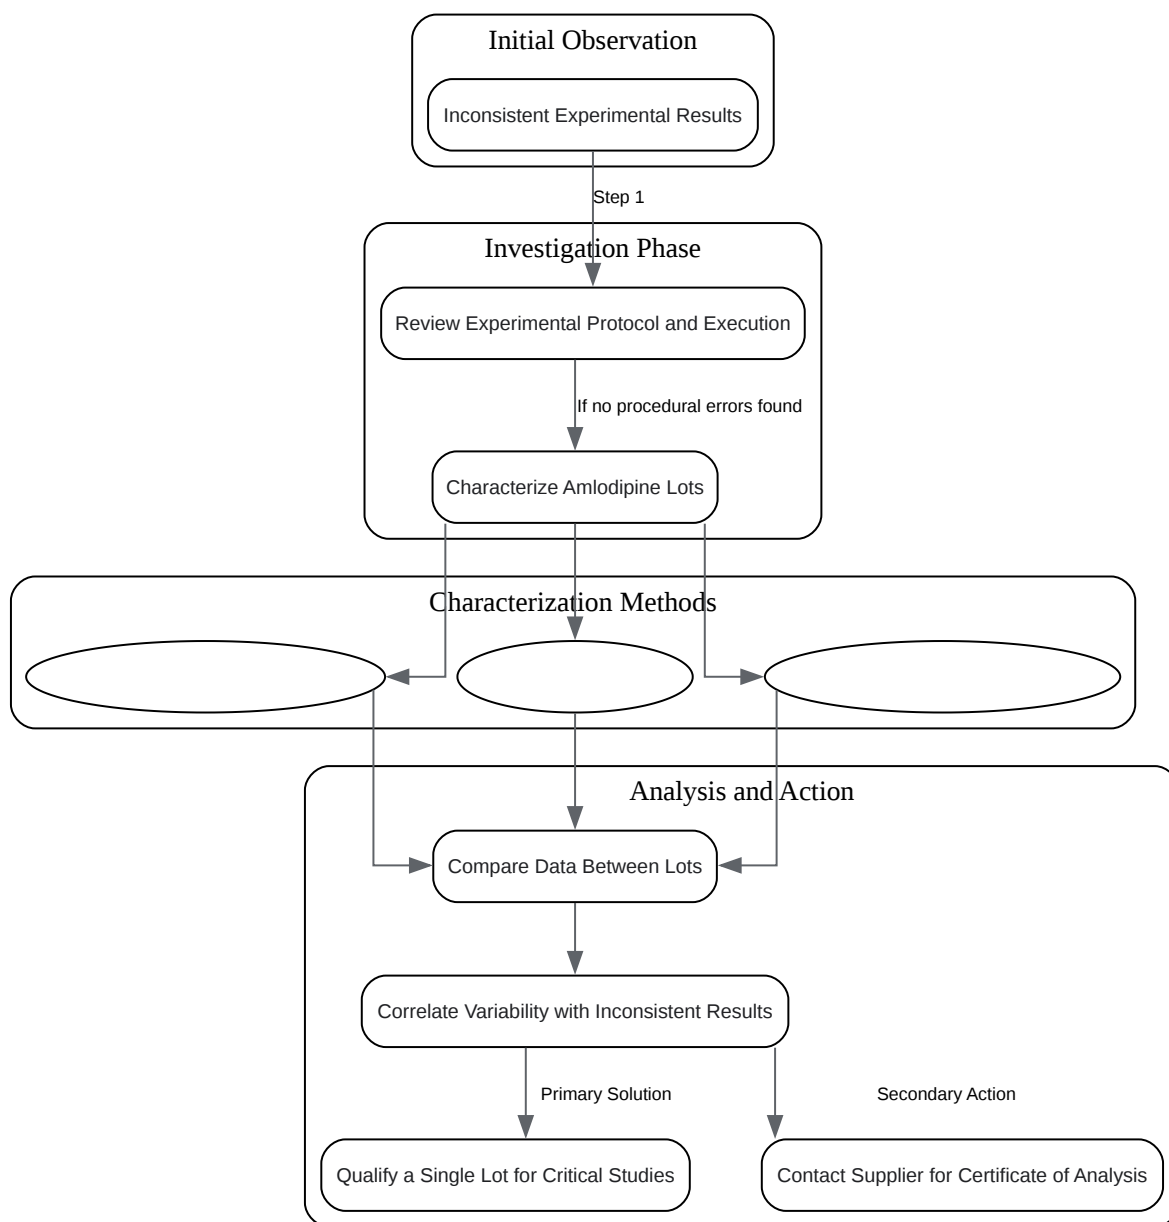 Initial Observation
Inconsistent Experimental Results
Step 1
Investigation Phase
Review Experimental Protocol and Execution
If no procedural errors found
Characterize Amlodipine Lots
Characterization Methods
Analysis and Action
Compare Data Between Lots
Correlate Variability with Inconsistent Results
Primary Solution
Secondary Action
Qualify a Single Lot for Critical Studies
Contact Supplier for Certificate of Analysis